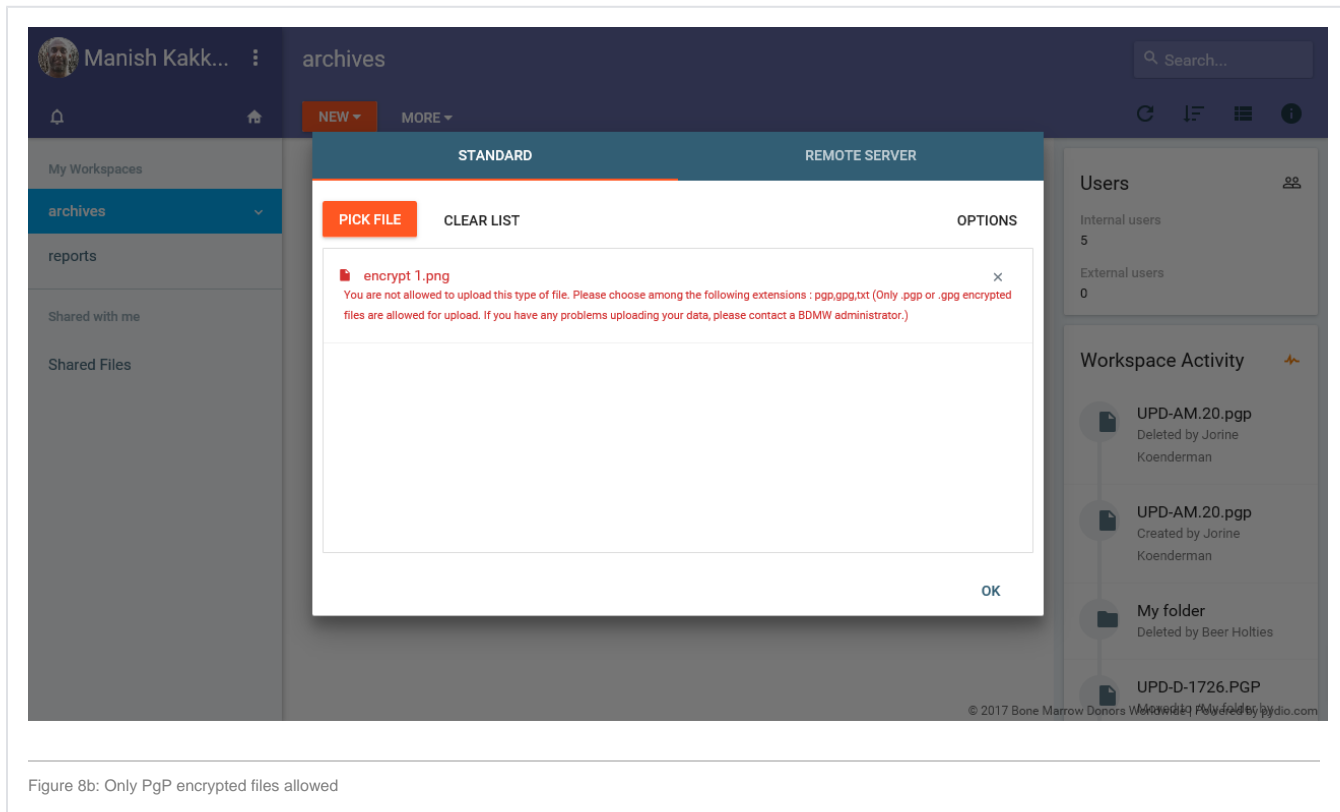 Manish Kakk...
archives
Search...
NEW
MORE
STANDARD
REMOTE SERVER
My Workspaces
archives
reports
Shared with me
Shared Files
PICK FILE
CLEAR LIST
OPTIONS
encrypt 1.png
You are not allowed to upload this type of file. Please choose among the following extensions : pgp,gpg,txt (Only .pgp or .gpg encrypted
files are allowed for upload. If you have any problems uploading your data, please contact a BDMW administrator.)
OK
Users
Internal users
5
External users
0
Workspace Activity
UPD-AM.20.pgp
Deleted by Jorine
Koenderman
UPD-AM.20.pgp
Created by Jorine
Koenderman
My folder
Deleted by Beer Holties
UPD-D-1726.PGP
© 2017 Bone Marrow Donors Worldwide | Powered by pydio.com
Figure 8b: Only PgP encrypted files allowed